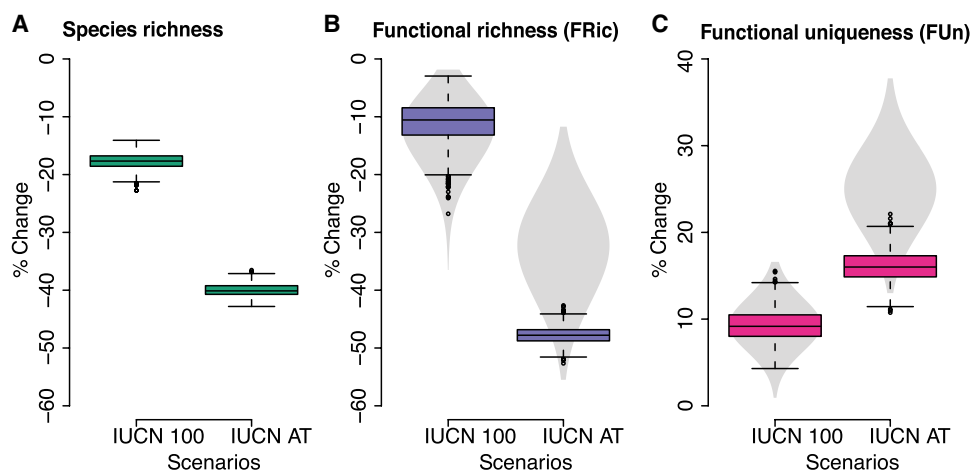 A Species richness
% Change
0
−10
−20
−30
−40
−50
−60
IUCN 100 IUCN AT
Scenarios
B Functional richness (FRic)
% Change
0
−10
−20
−30
−40
−50
−60
IUCN 100 IUCN AT
Scenarios
C Functional uniqueness (FUn)
% Change
40
30
20
10
0
IUCN 100 IUCN AT
Scenarios